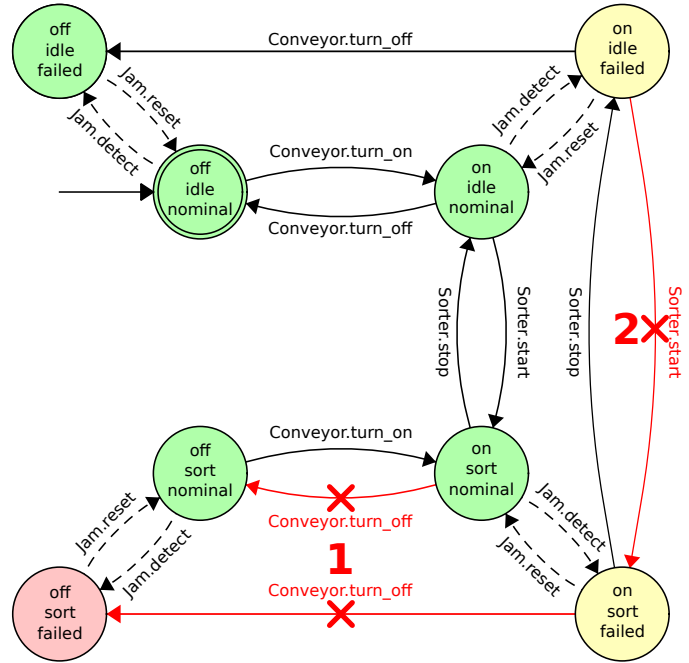 off
idle
failed
Conveyor.turn_off
on
idle
failed
Jam.reset
Jam.detect
Jam.detect
Jam.reset
off
idle
nominal
Conveyor.turn_on
Conveyor.turn_off
on
idle
nominal
Sorter.stop
Sorter.start
Sorter.stop
2
Sorter.start
off
sort
nominal
Conveyor.turn_on
Conveyor.turn_off
on
sort
nominal
Jam.reset
Jam.detect
1
Jam.detect
Jam.reset
off
sort
failed
Conveyor.turn_off
on
sort
failed